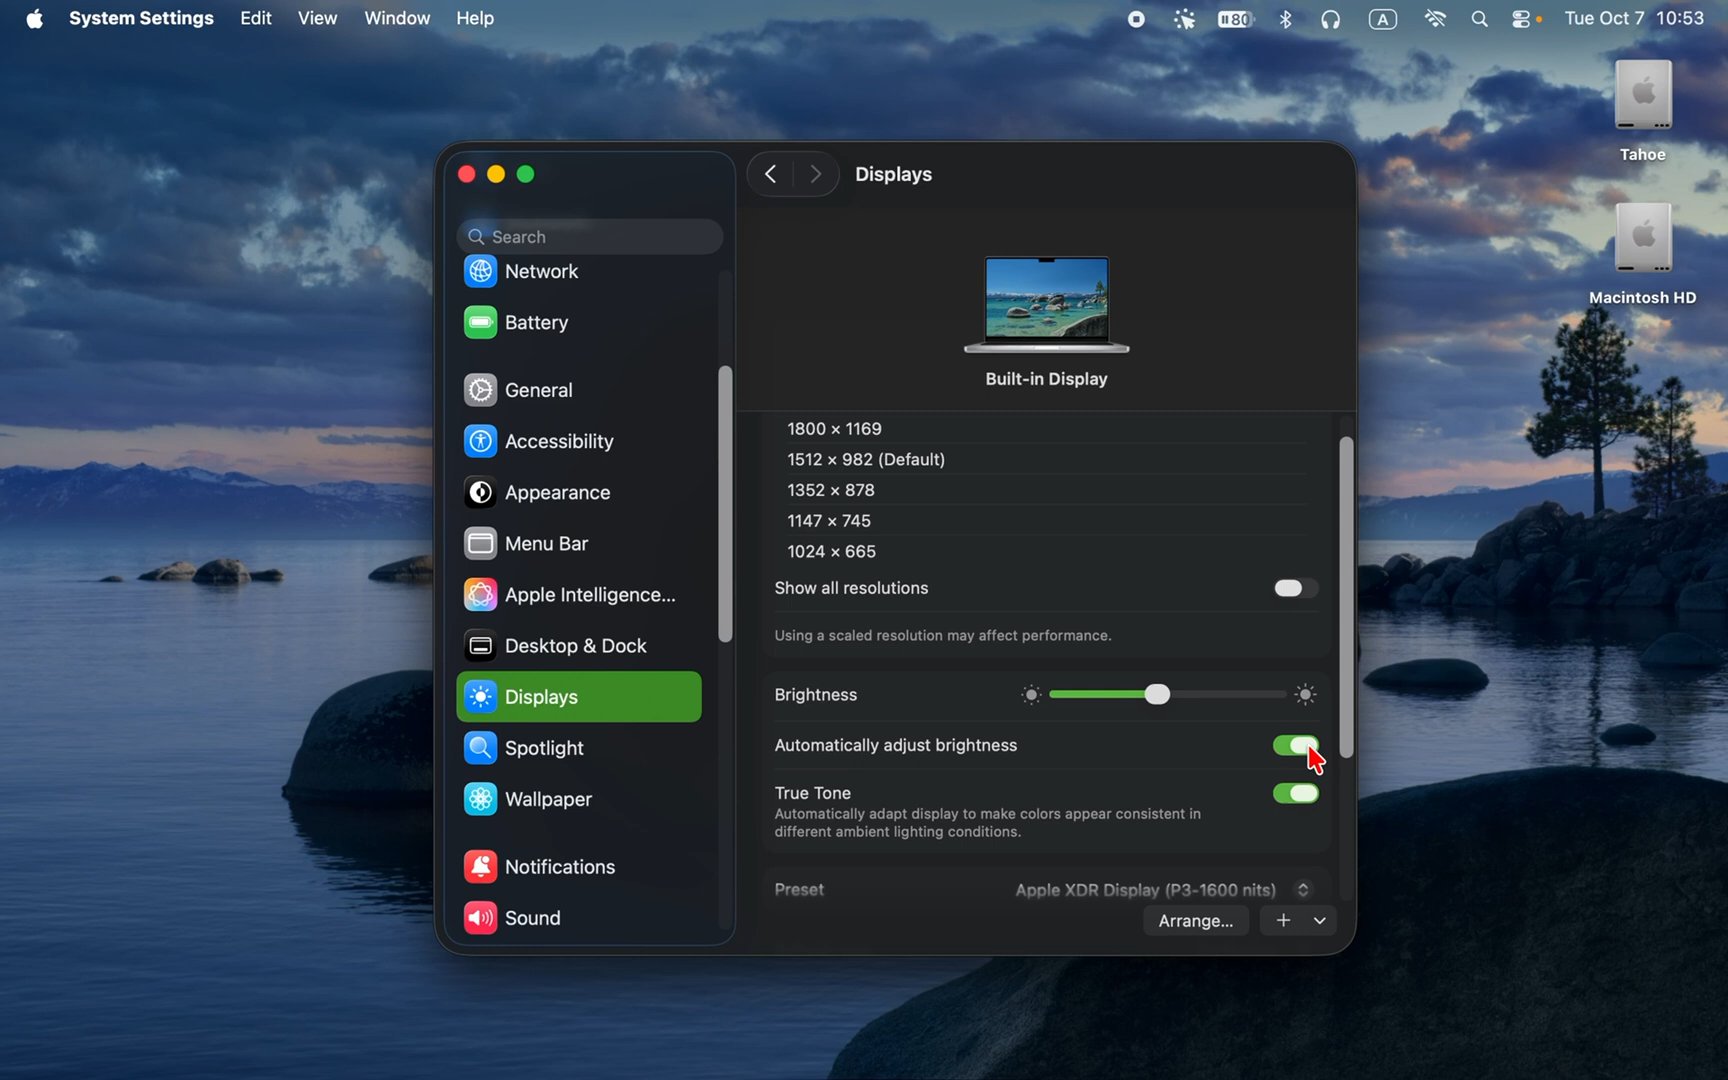 System Settings Edit View Window Help 80 A Tue Oct 7 10:53
Tahoe
Macintosh HD
Search
Network
Battery
General
Accessibility
Appearance
Menu Bar
Apple Intelligence...
Desktop & Dock
Displays
Spotlight
Wallpaper
Notifications
Sound
Displays
Built-in Display
1800 × 1169
1512 × 982 (Default)
1352 × 878
1147 × 745
1024 × 665
Show all resolutions
Using a scaled resolution may affect performance.
Brightness
Automatically adjust brightness
True Tone
Automatically adapt display to make colors appear consistent in
different ambient lighting conditions.
Preset Apple XDR Display (P3-1600 nits)
Arrange...